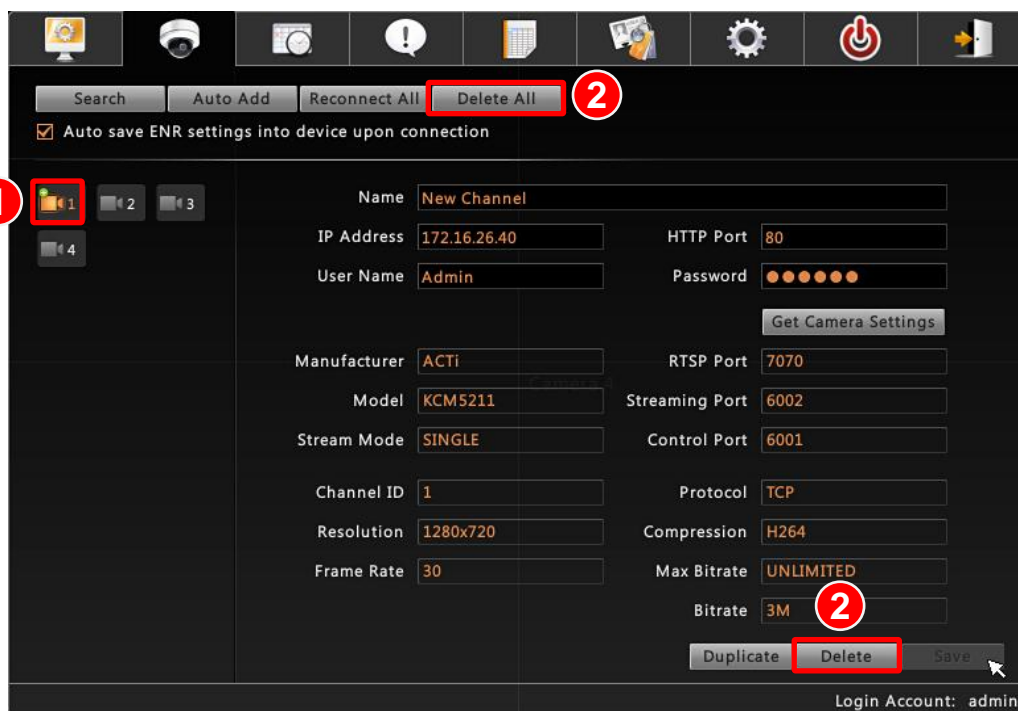 Search Auto Add Reconnect All Delete All 2
Auto save ENR settings into device upon connection
1 1 2 3
4
Name New Channel
IP Address 172.16.26.40 HTTP Port 80
User Name Admin Password ●●●●●●
Get Camera Settings
Manufacturer ACTi RTSP Port 7070
Camera 4
Model KCM5211 Streaming Port 6002
Stream Mode SINGLE Control Port 6001
Channel ID 1 Protocol TCP
Resolution 1280x720 Compression H264
Frame Rate 30 Max Bitrate UNLIMITED
Bitrate 3M 2
Duplicate Delete Save
Login Account: admin